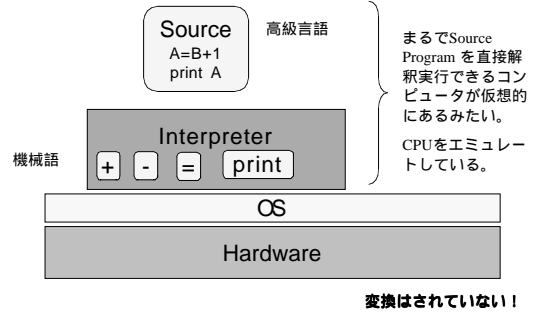 Source
A=B+1
print A
高級言語
まるでSource
Program を直接解
釈実行できるコン
ピュータが仮想的
にあるみたい。
CPUをエミュレー
トしている。
Interpreter
機械語
+ - = print
OS
Hardware
変換はされていない！